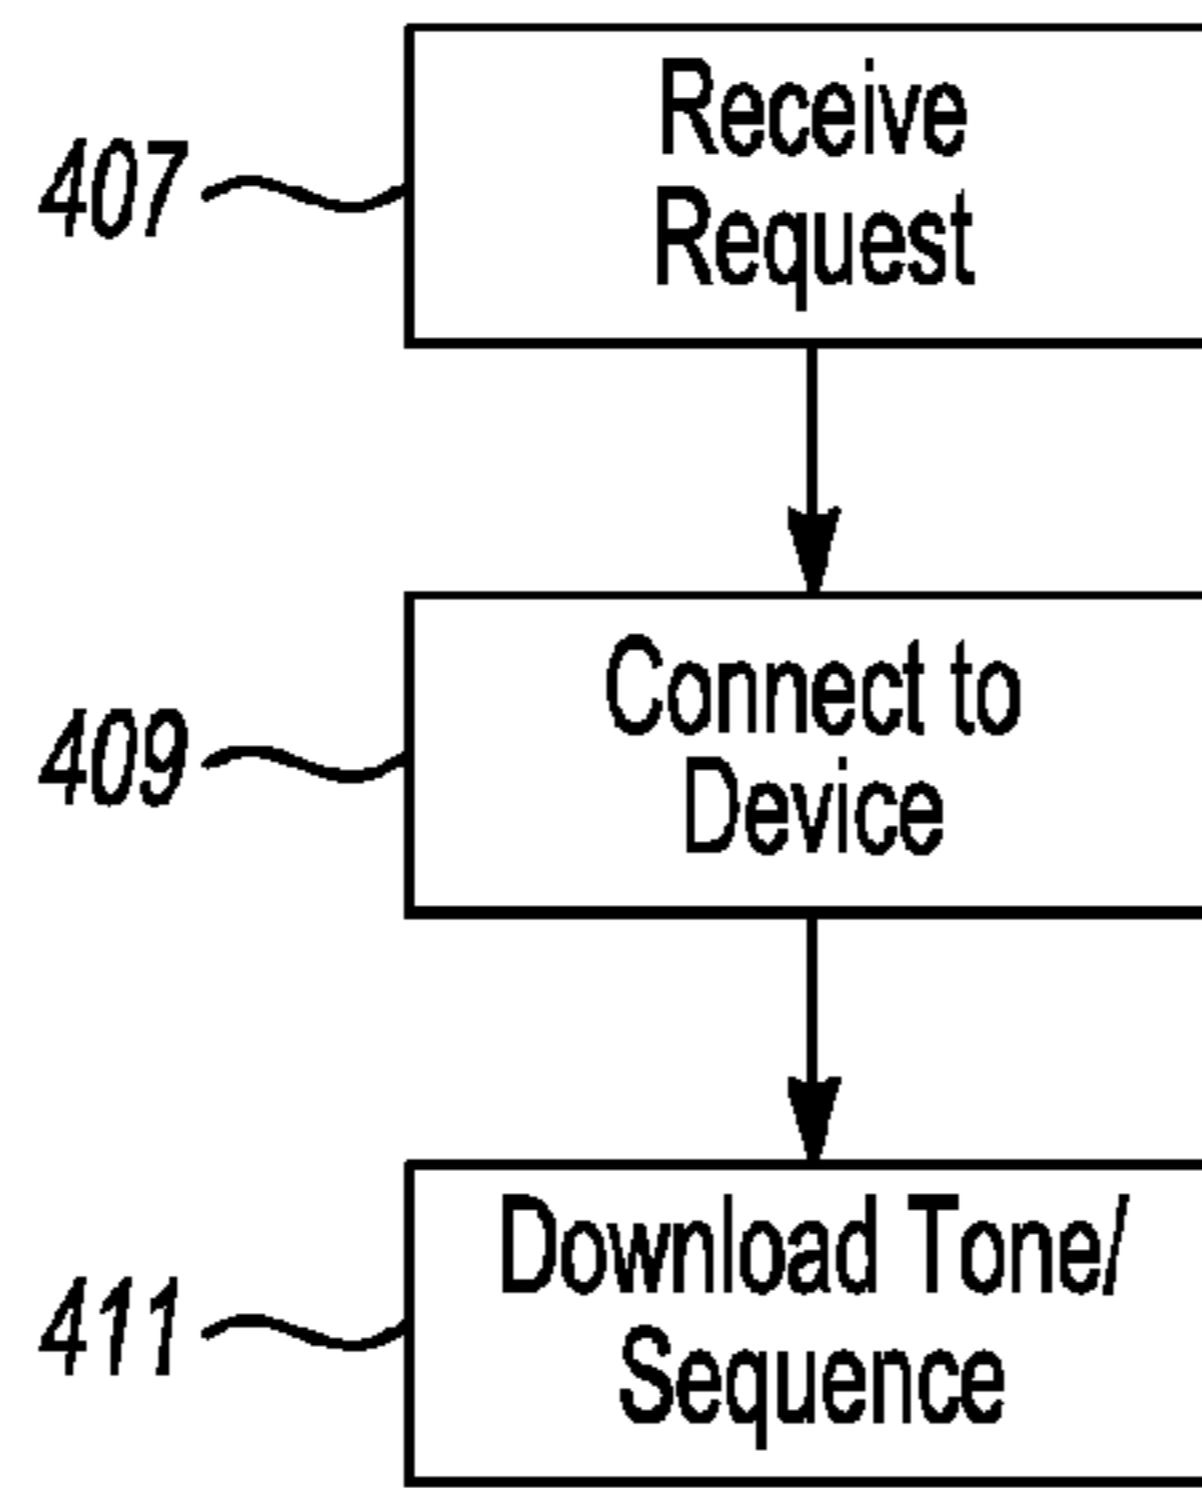 407
Receive
Request
409
Connect to
Device
411
Download Tone/
Sequence